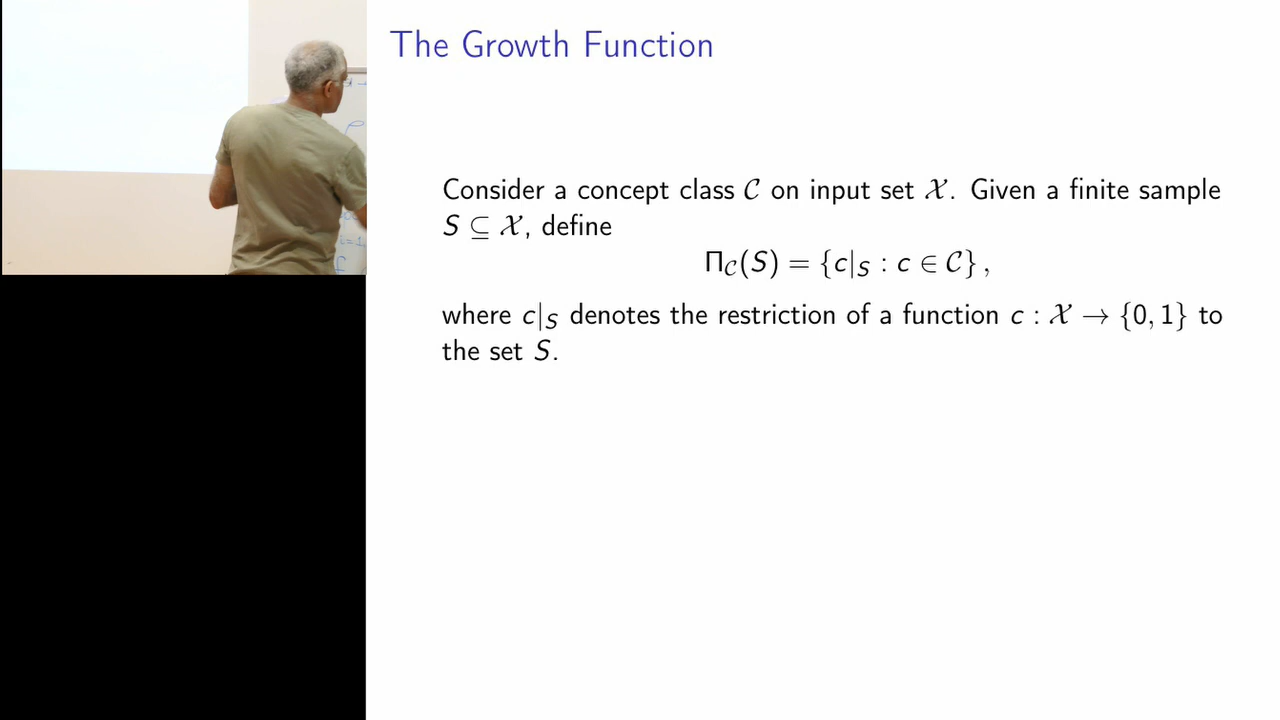 The Growth Function
Consider a concept class 𝒞 on input set 𝒳. Given a finite sample
S ⊆ 𝒳, define
Π_𝒞(S) = {c|_S : c ∈ 𝒞} ,
where c|_S denotes the restriction of a function c : 𝒳 → {0, 1} to
the set S.